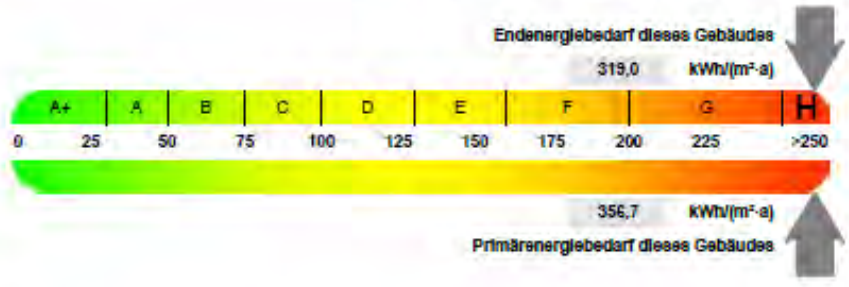 Endenergiebedarf dieses Gebäudes
319,0 kWh/(m²·a)
A+ A B C D E F G H
0 25 50 75 100 125 150 175 200 225 >250
356,7 kWh/(m²·a)
Primärenergiebedarf dieses Gebäudes